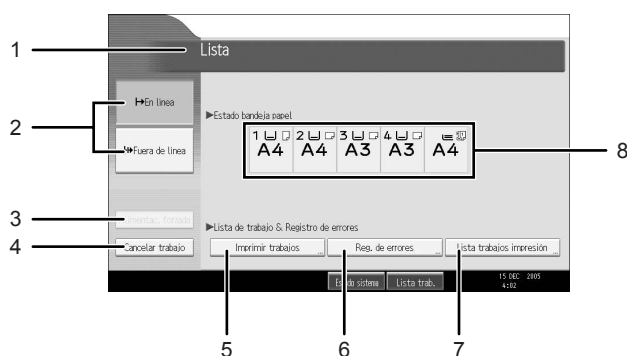 1
Lista
En línea
2
Fuera de línea
Estado bandeja papel
1 2 3 4
A4 A4 A3 A3 A4
8
3
Alimentac. forzada
4
Cancelar trabajo
Lista de trabajo & Registro de errores
Imprimir trabajos ... Reg. de errores ... Lista trabajos impresión ...
Estado sistema Lista trab. 15 DEC 2005
4:02
5 6 7